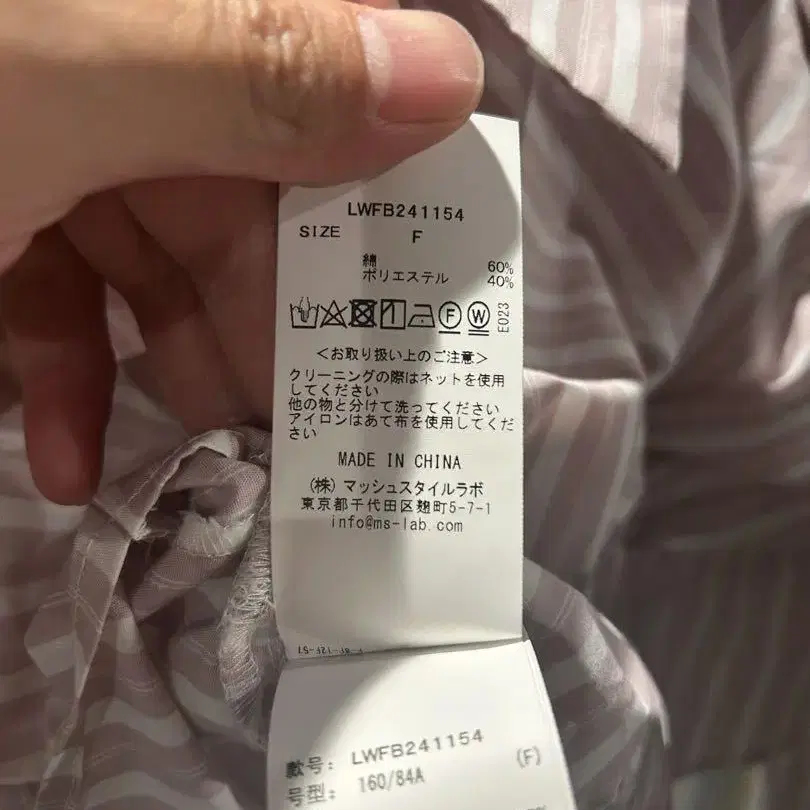 LWFB241154
SIZE F
綿 60%
ポリエステル 40%
F W E023
<お取り扱い上のご注意>
クリーニングの際はネットを使用
してください
他の物と分けて洗ってください
アイロンはあて布を使用してくだ
さい
MADE IN CHINA
(株) マッシュスタイルラボ
東京都千代田区麹町5-7-1
info@ms-lab.com
款号: LWFB241154
号型: 160/84A (F)